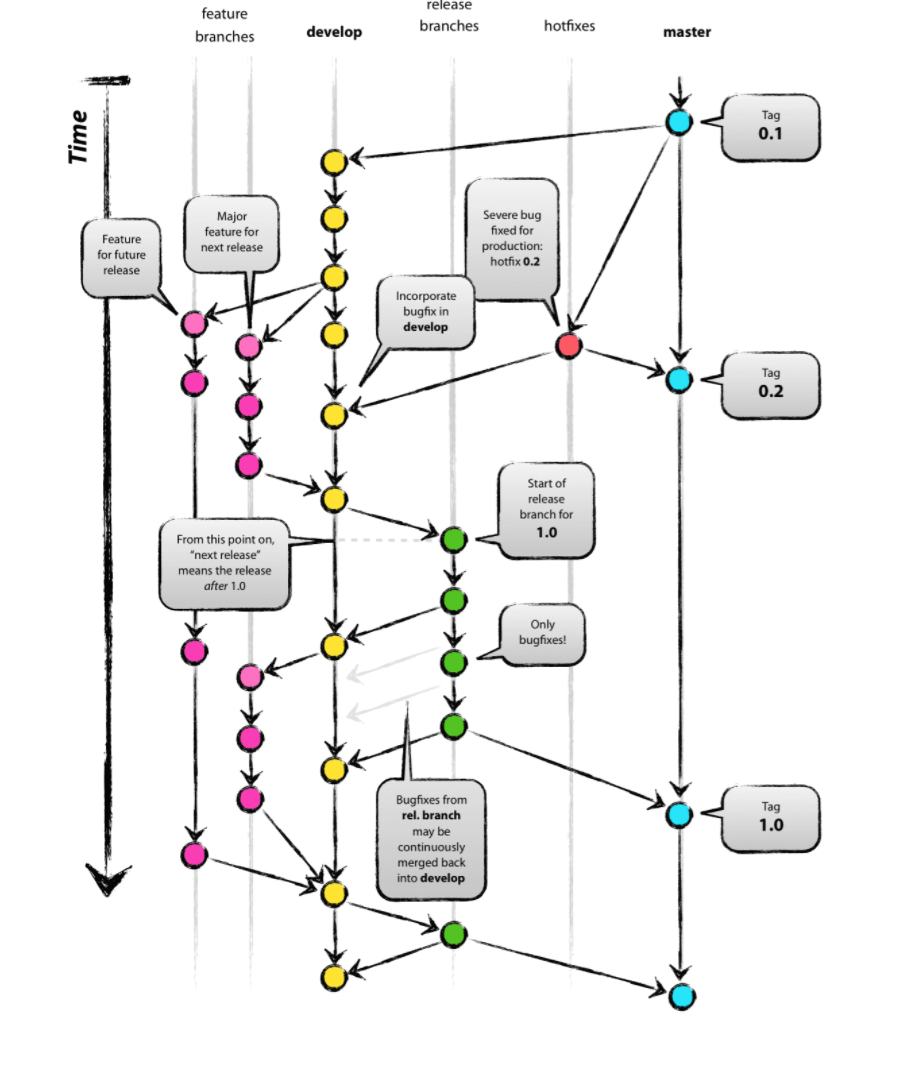 feature
branches
develop
release
branches
hotfixes
master
Time
Tag
0.1
Major
feature for
next release
Feature
for future
release
Severe bug
fixed for
production:
hotfix 0.2
Incorporate
bugfix in
develop
Tag
0.2
Start of
release
branch for
1.0
From this point on,
“next release”
means the release
after 1.0
Only
bugfixes!
Bugfixes from
rel. branch
may be
continuously
merged back
into develop
Tag
1.0